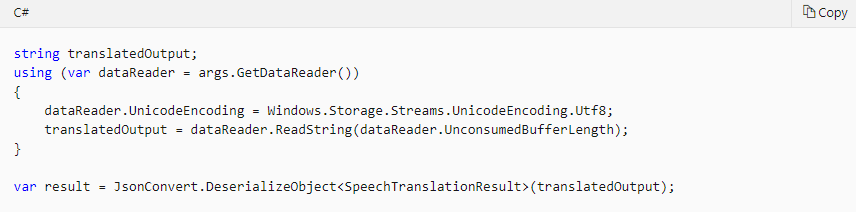 C#
Copy
string translatedOutput;
using (var dataReader = args.GetDataReader())
{
    dataReader.UnicodeEncoding = Windows.Storage.Streams.UnicodeEncoding.Utf8;
    translatedOutput = dataReader.ReadString(dataReader.UnconsumedBufferLength);
}

var result = JsonConvert.DeserializeObject<SpeechTranslationResult>(translatedOutput);